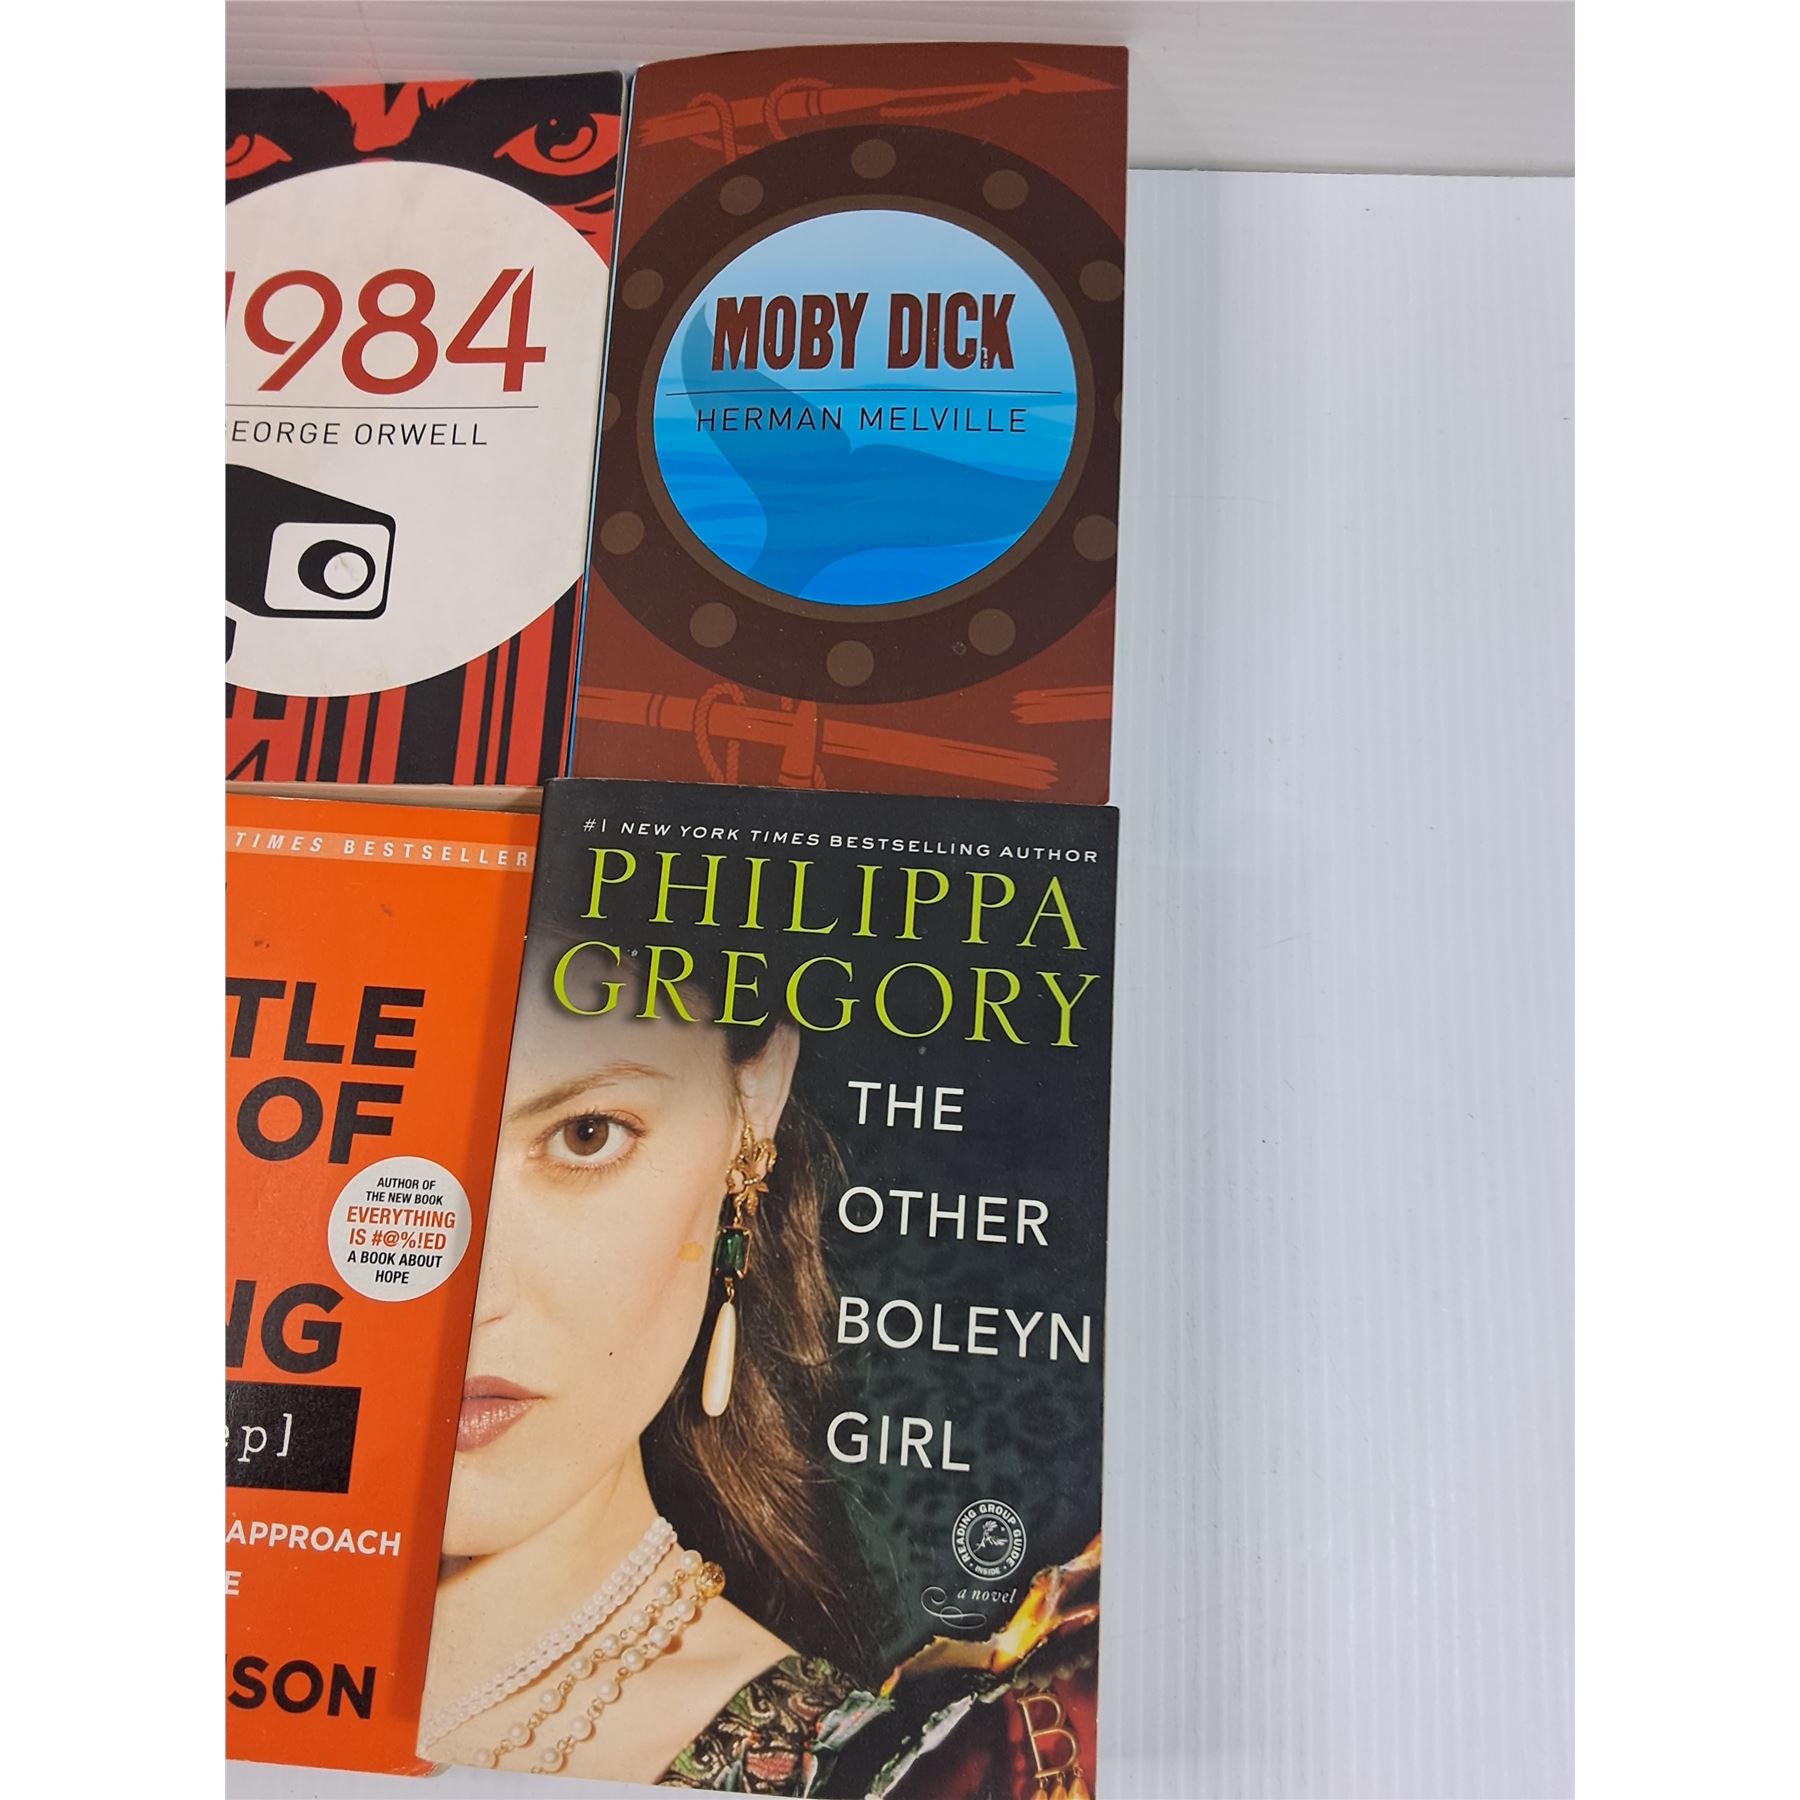 1984
GEORGE ORWELL
MOBY DICK
HERMAN MELVILLE
TIMES BESTSELLER
TLE
OF
AUTHOR OF
THE NEW BOOK
EVERYTHING
IS #@%!ED
A BOOK ABOUT
HOPE
NG
ep]
APPROACH
E
SON
#1 NEW YORK TIMES BESTSELLING AUTHOR
PHILIPPA
GREGORY
THE
OTHER
BOLEYN
GIRL
READING GROUP GUIDE
INSIDE
a novel
B